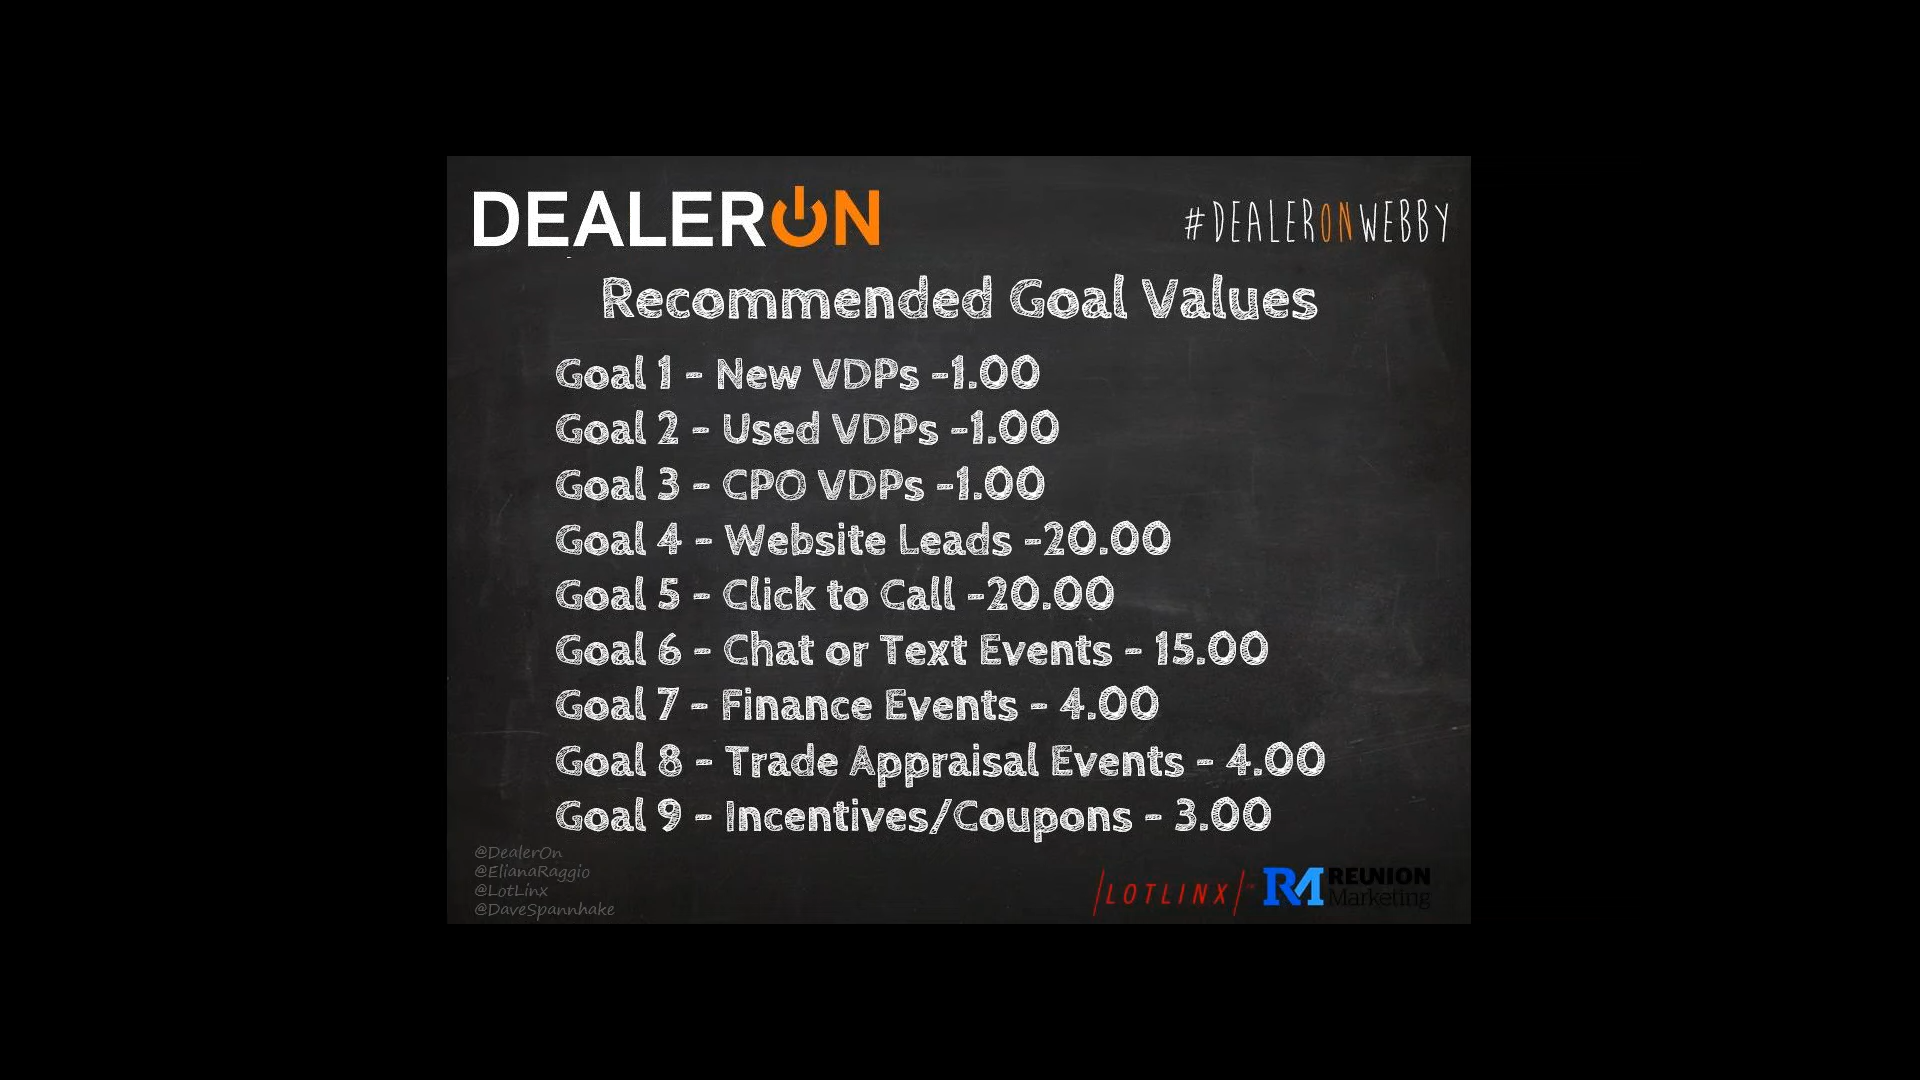 DEALERON
#DEALERONWEBBY
Recommended Goal Values
Goal 1 - New VDPs -1.00
Goal 2 - Used VDPs -1.00
Goal 3 - CPO VDPs -1.00
Goal 4 - Website Leads -20.00
Goal 5 - Click to Call -20.00
Goal 6 - Chat or Text Events - 15.00
Goal 7 - Finance Events - 4.00
Goal 8 - Trade Appraisal Events - 4.00
Goal 9 - Incentives/Coupons - 3.00
@DealerOn
@ElianaRaggio
@LotLinx
@DaveSpannhake
LOTLINX
RM REUNION
Marketing